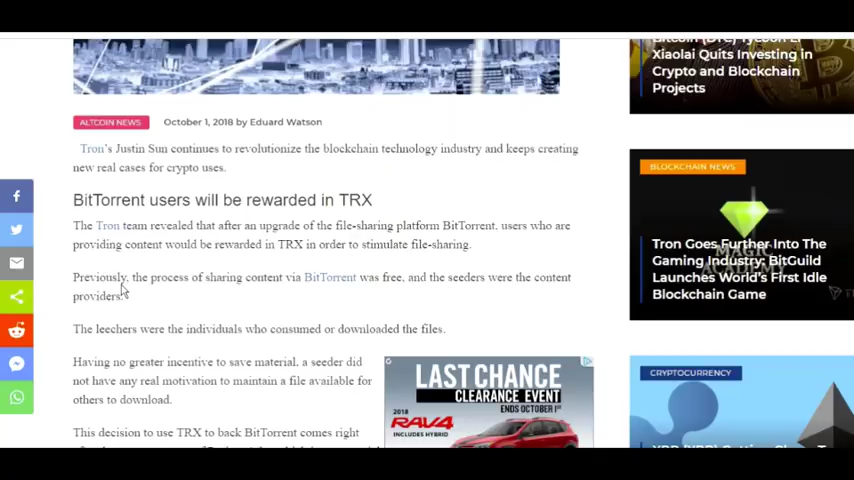 Bitcoin (BTC) Tycoon Li
Xiaolai Quits Investing in
Crypto and Blockchain
Projects
ALTCOIN NEWS
October 1, 2018 by Eduard Watson
Tron's Justin Sun continues to revolutionize the blockchain technology industry and keeps creating
new real cases for crypto uses.
BitTorrent users will be rewarded in TRX
The Tron team revealed that after an upgrade of the file-sharing platform BitTorrent, users who are
providing content would be rewarded in TRX in order to stimulate file-sharing.
Previously, the process of sharing content via BitTorrent was free, and the seeders were the content
providers.
The leechers were the individuals who consumed or downloaded the files.
Having no greater incentive to save material, a seeder did
not have any real motivation to maintain a file available for
others to download.
This decision to use TRX to back BitTorrent comes right
LAST CHANCE
CLEARANCE EVENT
ENDS OCTOBER 1ST
2018
RAV4
INCLUDES HYBRID
BLOCKCHAIN NEWS
MAGIC
ACADEMY
Tron Goes Further Into The
Gaming Industry: BitGuild
Launches World's First Idle
Blockchain Game
CRYPTOCURRENCY